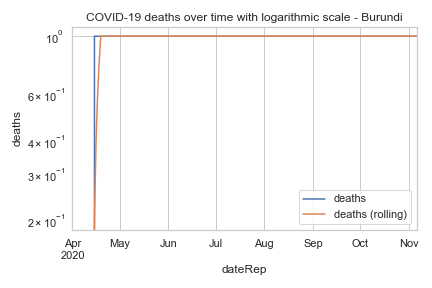 COVID-19 deaths over time with logarithmic scale - Burundi
10⁰
6 × 10⁻¹
4 × 10⁻¹
3 × 10⁻¹
2 × 10⁻¹
deaths
deaths
deaths (rolling)
Apr May Jun Jul Aug Sep Oct Nov
2020
dateRep